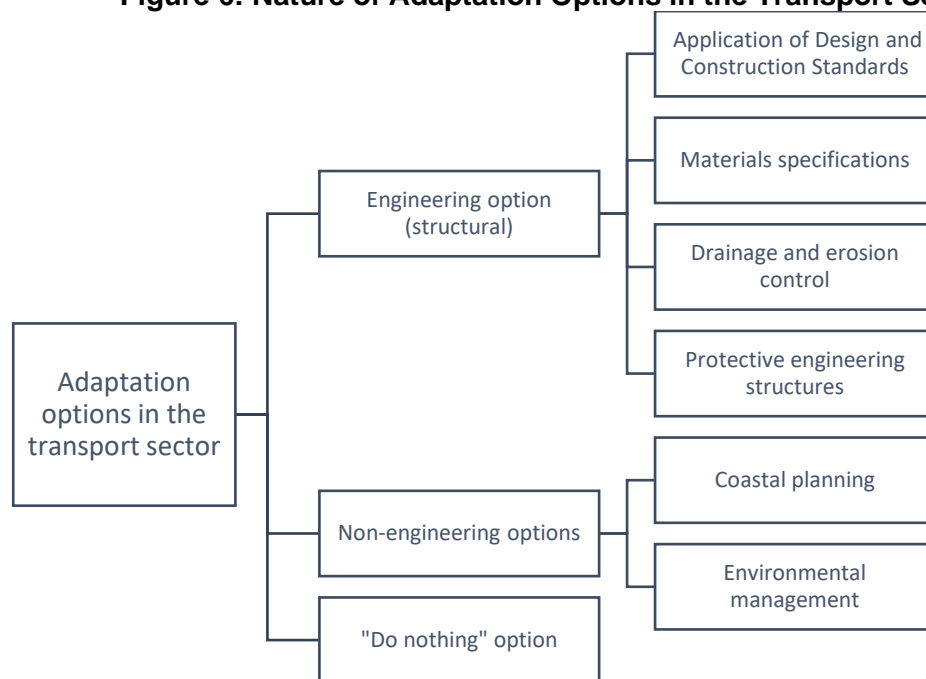 Figure 6: Nature of Adaptation Options in the Transport
Application of Design and
Construction Standards
Materials specifications
Engineering option
(structural)
Drainage and erosion
control
Protective engineering
structures
Adaptation
options in the
transport sector
Coastal planning
Non-engineering options
Environmental
management
"Do nothing" option